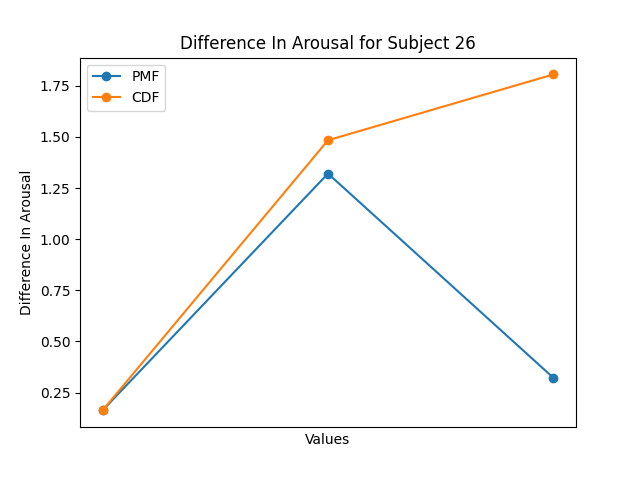 Difference In Arousal for Subject 26
PMF
CDF
1.75
1.50
1.25
1.00
0.75
0.50
0.25
Difference In Arousal
Values